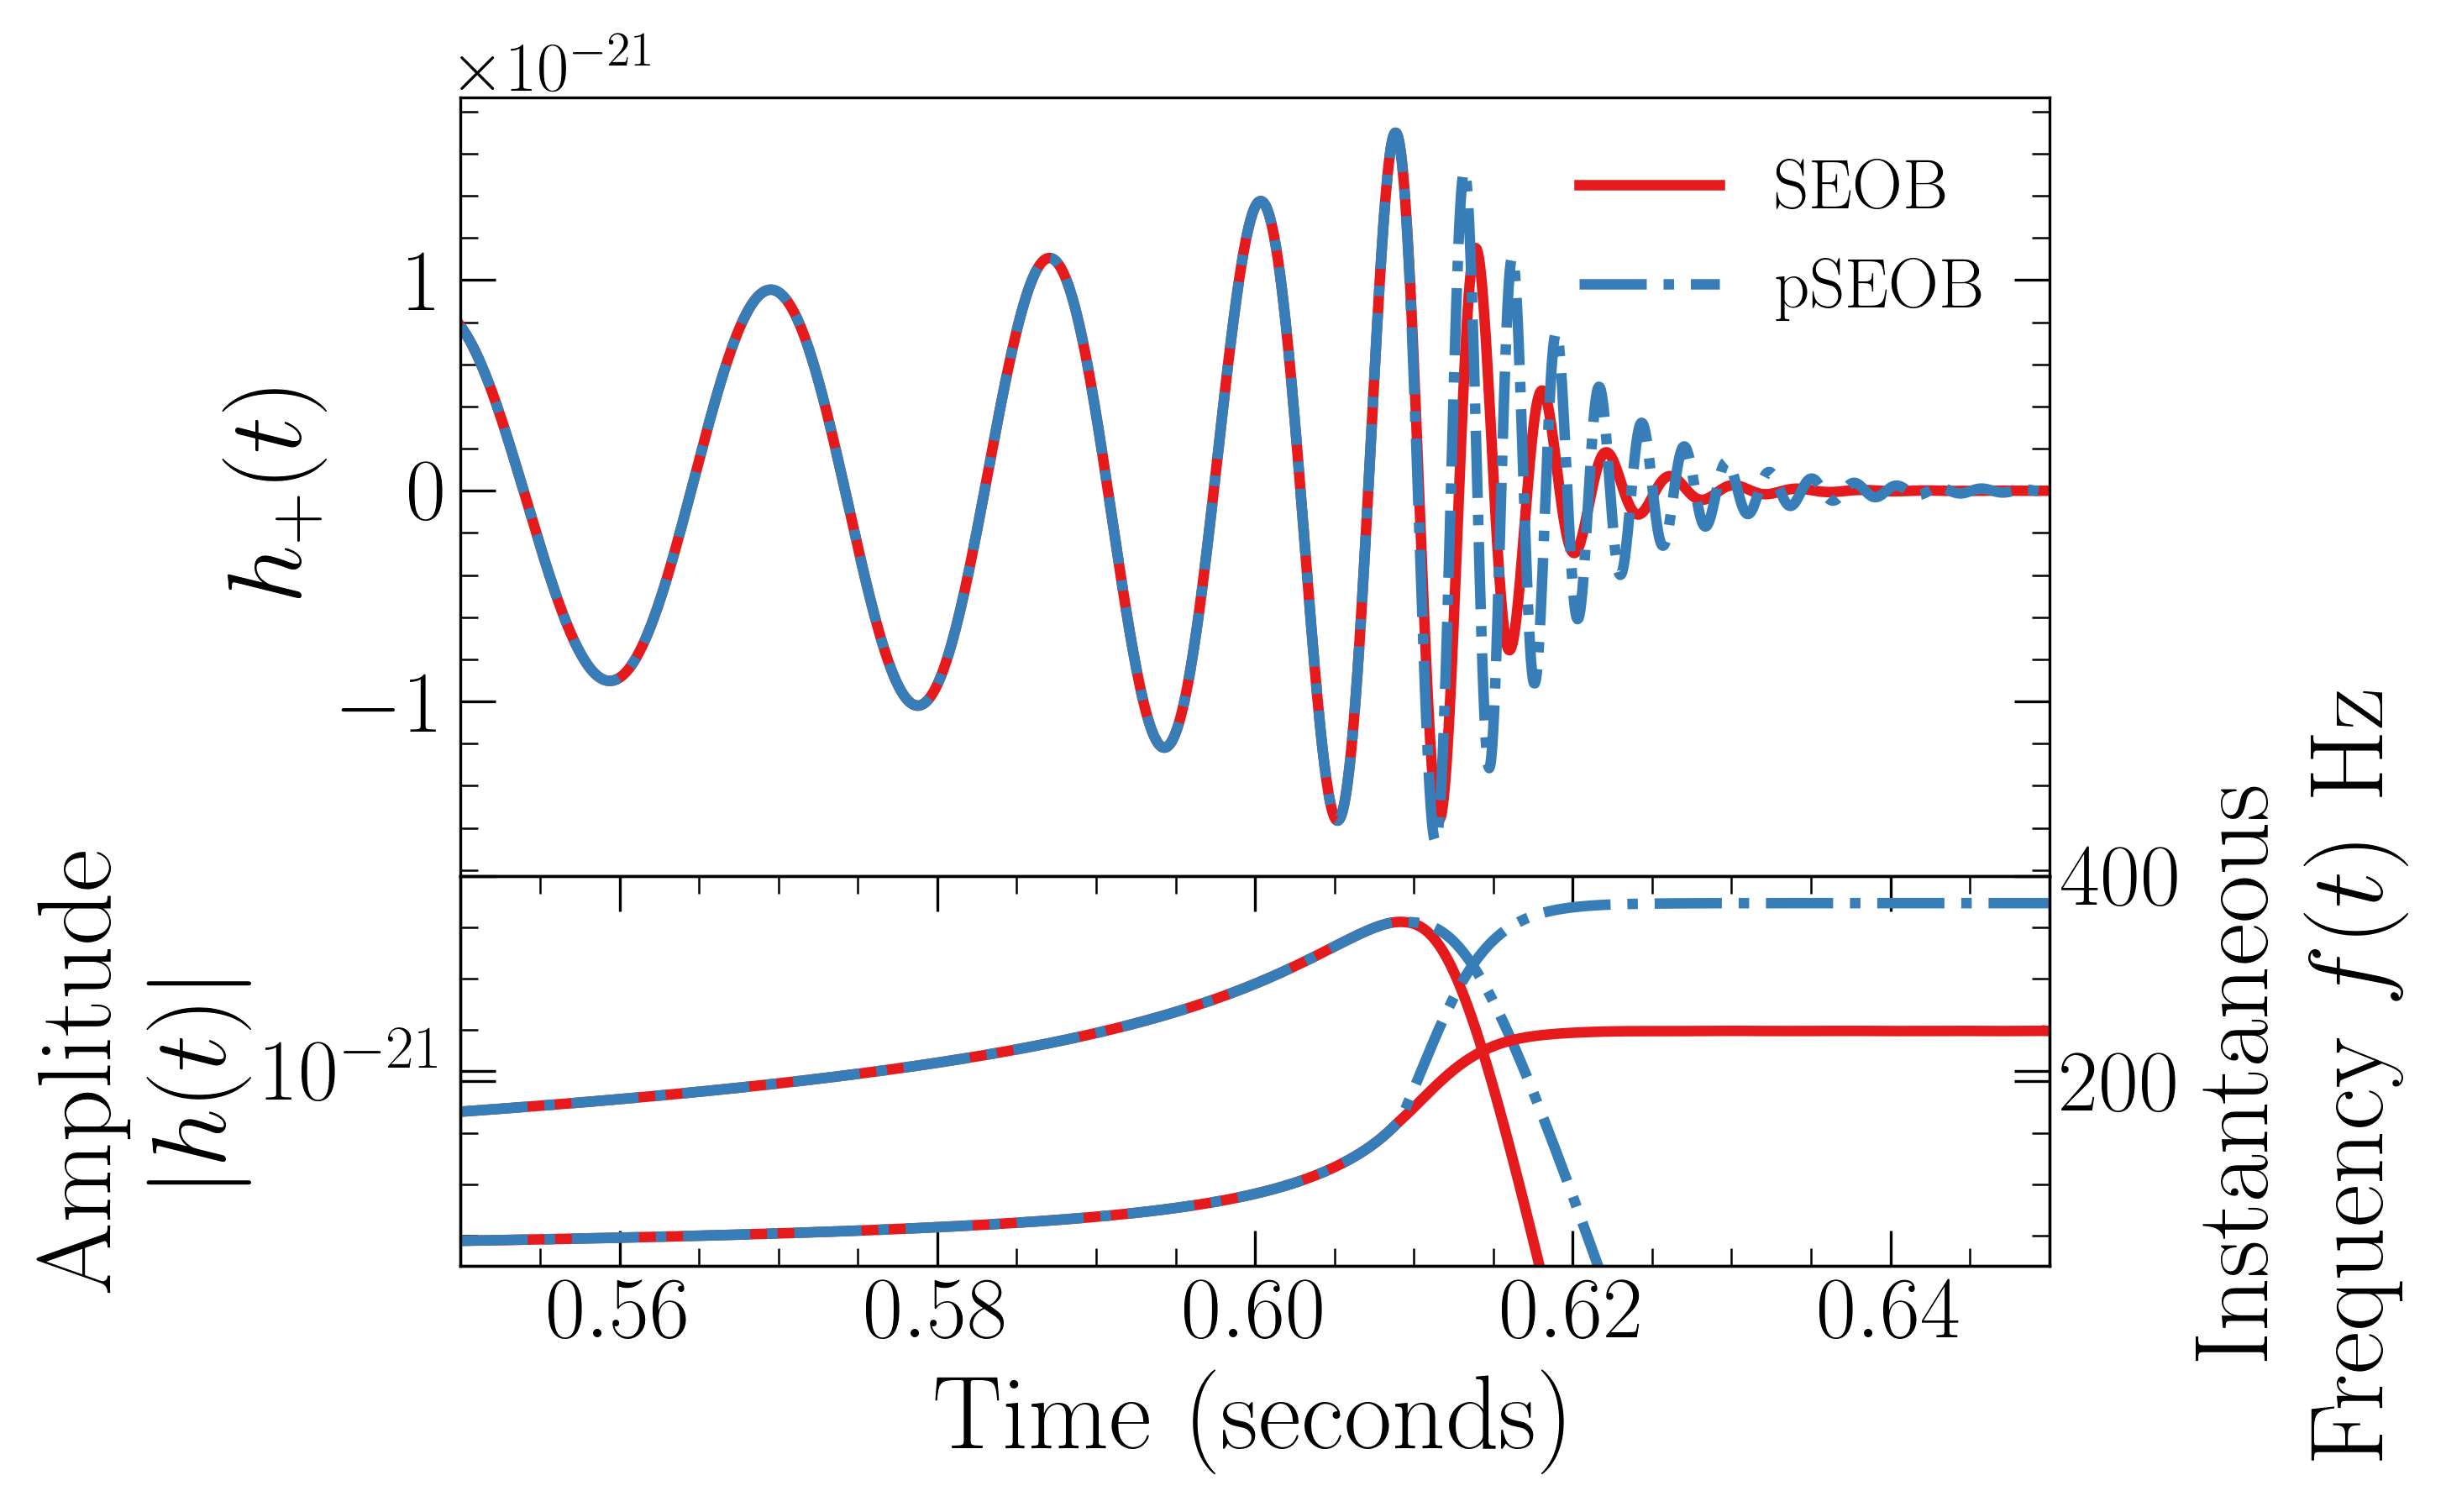 ×10⁻²¹
SEOB
pSEOB
1
0
−1
h₊(t)
Amplitude
|h(t)|
10⁻²¹
400
200
Instantaneous
Frequency f(t) Hz
0.56 0.58 0.60 0.62 0.64
Time (seconds)